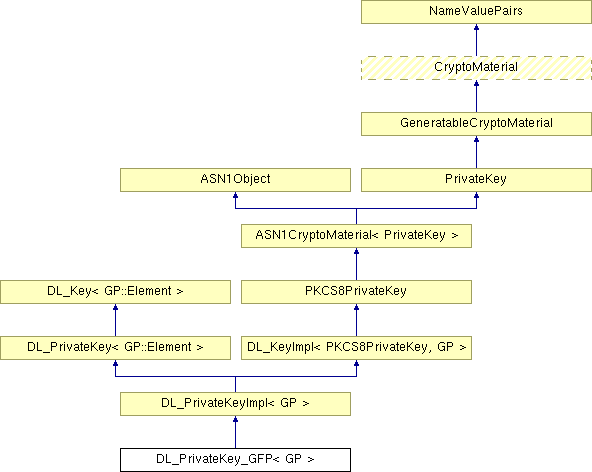 NameValuePairs
CryptoMaterial
GeneratableCryptoMaterial
ASN1Object
PrivateKey
ASN1CryptoMaterial< PrivateKey >
DL_Key< GP::Element >
PKCS8PrivateKey
DL_PrivateKey< GP::Element >
DL_KeyImpl< PKCS8PrivateKey, GP >
DL_PrivateKeyImpl< GP >
DL_PrivateKey_GFP< GP >